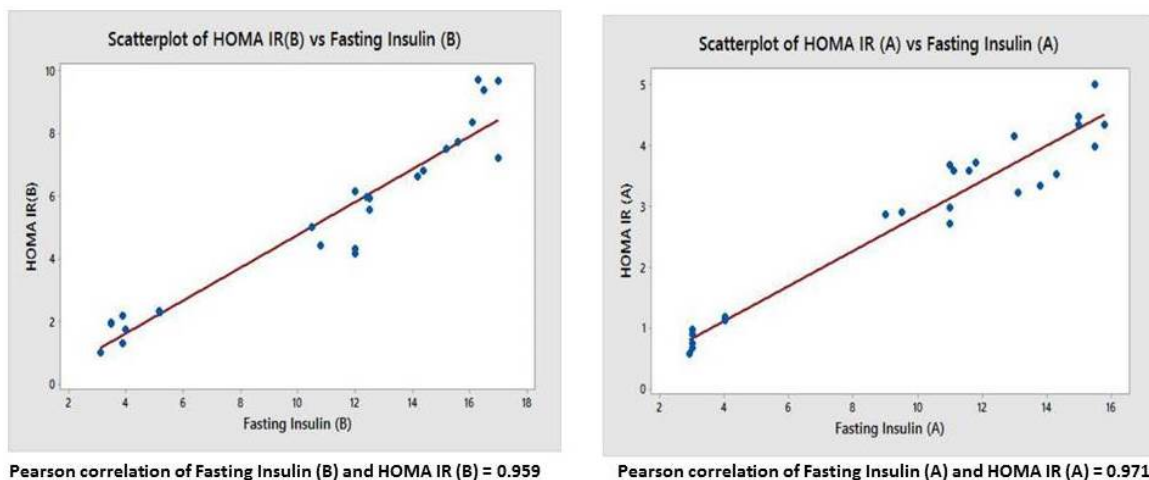 Scatterplot of HOMA IR(B) vs Fasting Insulin (B)
10
8
6
4
2
0
HOMA IR(B)
2 4 6 8 10 12 14 16 18
Fasting Insulin (B)
Pearson correlation of Fasting Insulin (B) and HOMA IR (B) = 0.959
Scatterplot of HOMA IR (A) vs Fasting Insulin (A)
5
4
3
2
1
0
HOMA IR (A)
2 4 6 8 10 12 14 16
Fasting Insulin (A)
Pearson correlation of Fasting Insulin (A) and HOMA IR (A) = 0.971